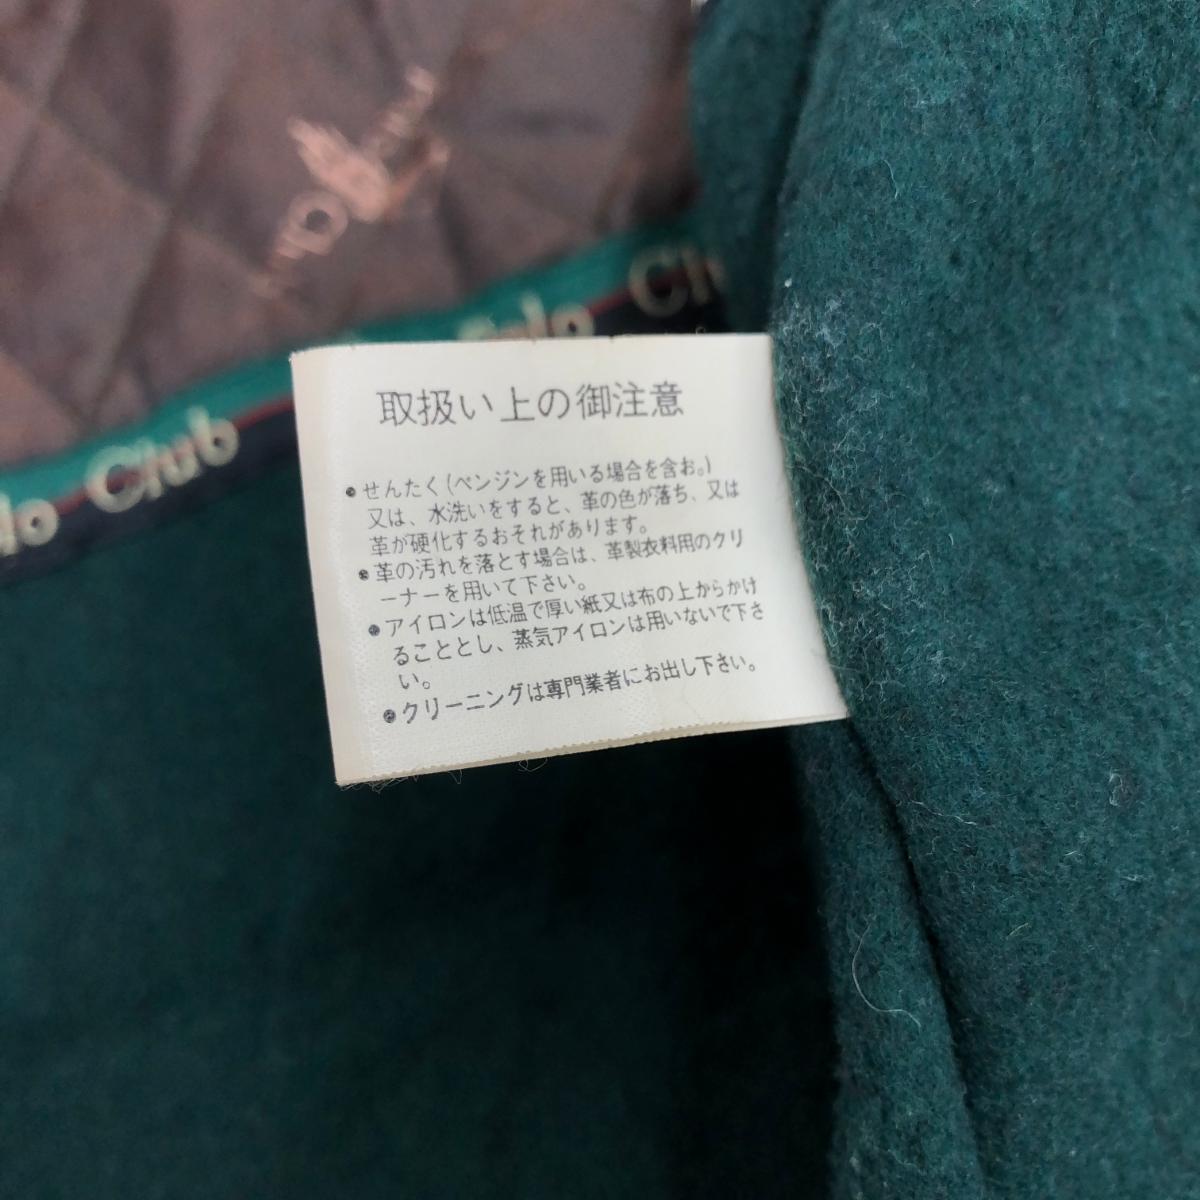 Polo
Club
Club
lo
取扱い上の御注意
●せんたく(ベンジンを用いる場合を含お。)
又は、水洗いをすると、革の色が落ち、又は
革が硬化するおそれがあります。
●革の汚れを落とす場合は、革製衣料用のクリ
ーナーを用いて下さい。
●アイロンは低温で厚い紙又は布の上からかけ
ることとし、蒸気アイロンは用いないで下さ
い。
●クリーニングは専門業者にお出し下さい。